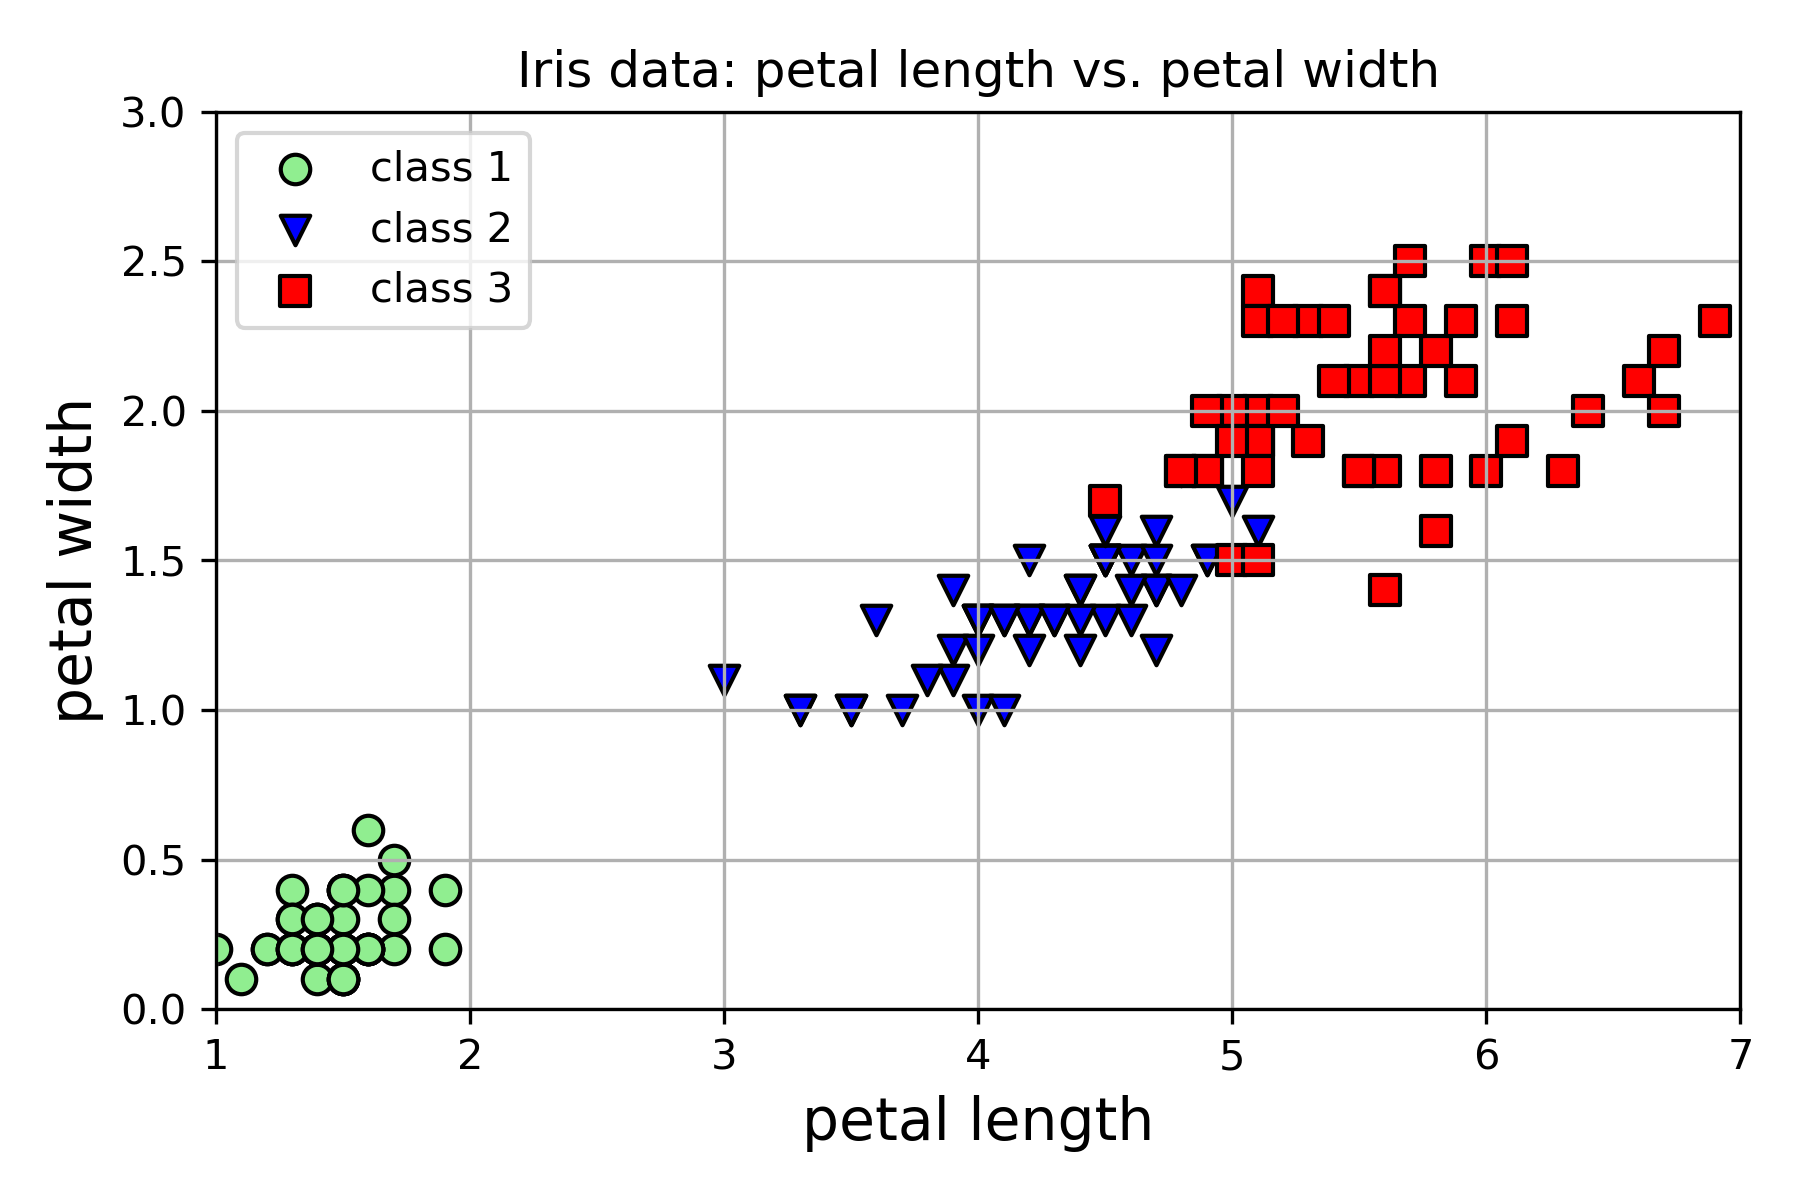 Iris data: petal length vs. petal width
3.0
2.5
2.0
1.5
1.0
0.5
0.0
petal width
class 1
class 2
class 3
1 2 3 4 5 6 7
petal length